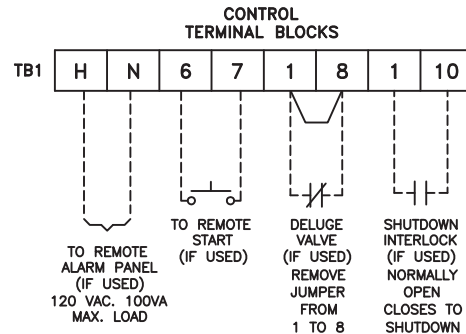 CONTROL
TERMINAL BLOCKS
TB1 H N 6 7 1 8 1 10
TO REMOTE
ALARM PANEL
(IF USED)
120 VAC. 100VA
MAX. LOAD
TO REMOTE
START
(IF USED)
DELUGE
VALVE
(IF USED)
REMOVE
JUMPER
FROM
1 TO 8
SHUTDOWN
INTERLOCK
(IF USED)
NORMALLY
OPEN
CLOSES TO
SHUTDOWN